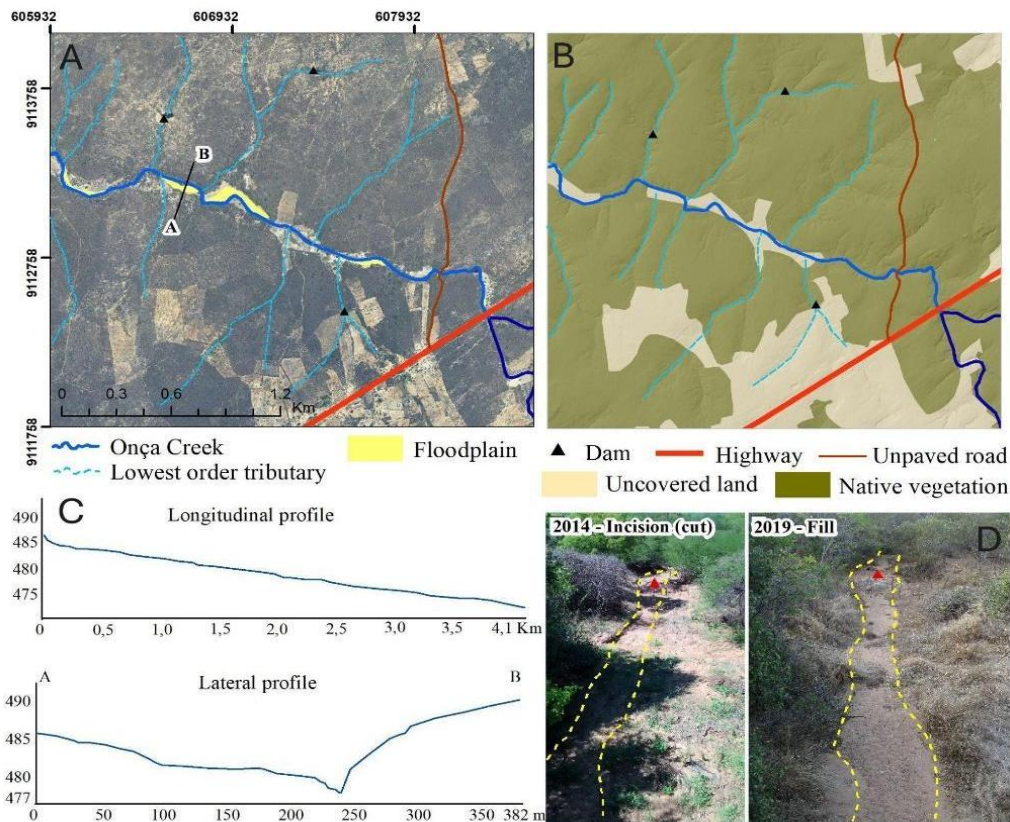 605932 606932 607932
9113758
9112758
9111758
A
B
A
0 0.3 0.6 1.2
Km
B
Onça Creek
Lowest order tributary
Floodplain
Dam Highway Unpaved road
Uncovered land Native vegetation
C
Longitudinal profile
490
485
480
475
0 0,5 1,0 1,5 2,0 2,5 3,0 3,5 4,1 Km
A B
Lateral profile
490
485
480
477
0 50 100 150 200 250 300 350 382 m
2014 - Incision (cut)
2019 - Fill
D